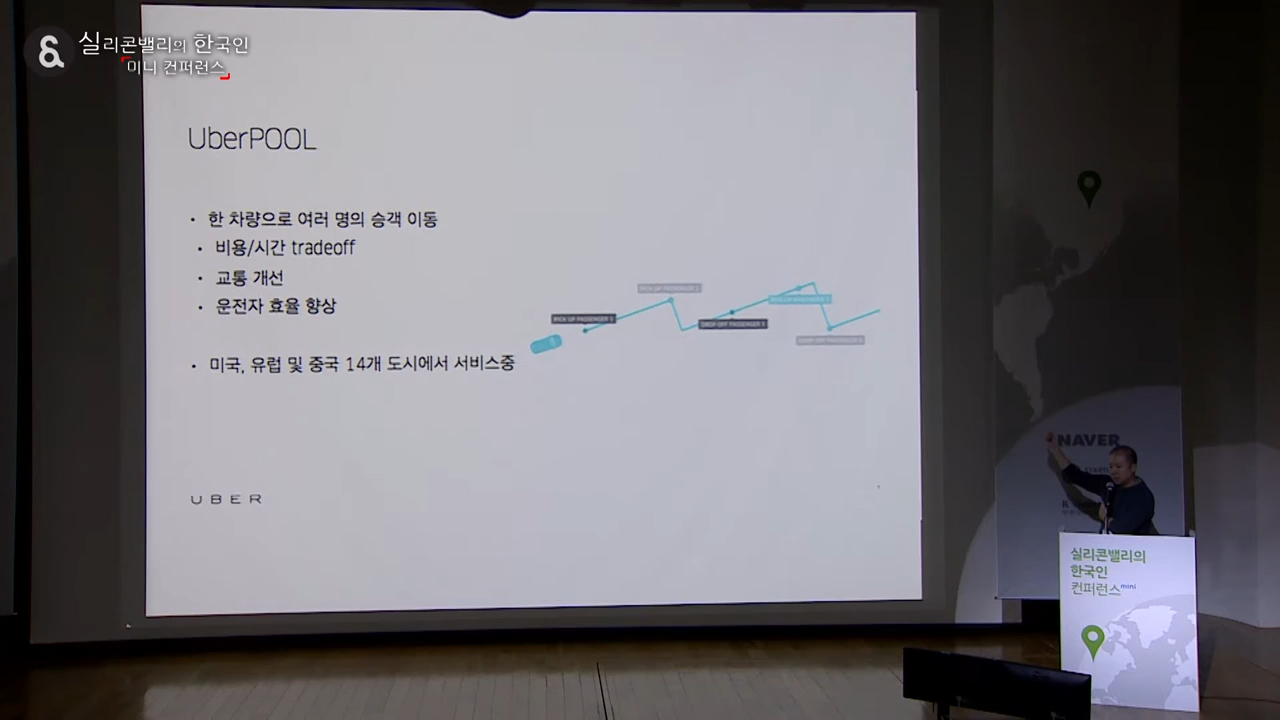 실리콘밸리의 한국인
미니 컨퍼런스
UberPOOL
• 한 차량으로 여러 명의 승객 이동
• 비용/시간 tradeoff
• 교통 개선
• 운전자 효율 향상
• 미국, 유럽 및 중국 14개 도시에서 서비스중
PICK UP PASSENGER 1
PICK UP PASSENGER 2
DROP OFF PASSENGER 1
UBER
NAVER
실리콘밸리의
한국인
컨퍼런스mini